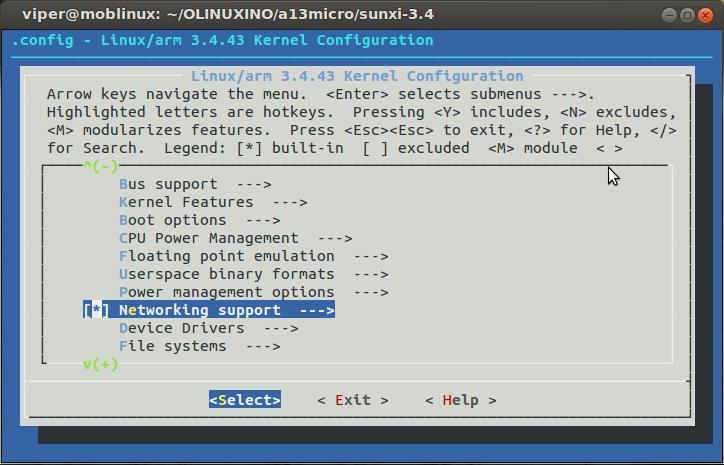 viper@moblinux: ~/OLINUXINO/a13micro/sunxi-3.4
.config - Linux/arm 3.4.43 Kernel Configuration
Linux/arm 3.4.43 Kernel Configuration
Arrow keys navigate the menu.  <Enter> selects submenus --->.
Highlighted letters are hotkeys.  Pressing <Y> includes, <N> excludes,
<M> modularizes features.  Press <Esc><Esc> to exit, <?> for Help, </>
for Search.  Legend: [*] built-in  [ ] excluded  <M> module  < >
^(-)
Bus support  --->
Kernel Features  --->
Boot options  --->
CPU Power Management  --->
Floating point emulation  --->
Userspace binary formats  --->
Power management options  --->
[*] Networking support  --->
Device Drivers  --->
File systems  --->
v(+)
<Select>    < Exit >    < Help >